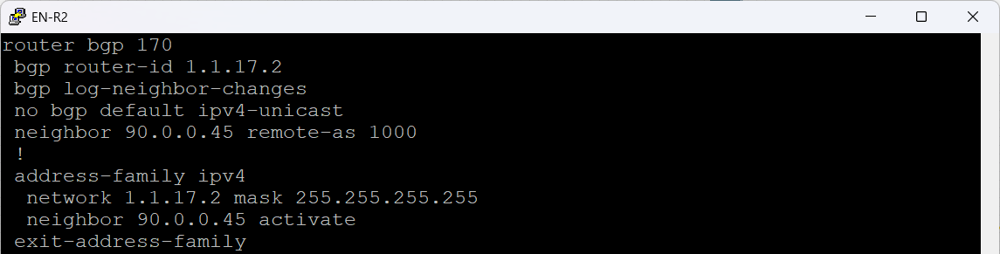 EN-R2
router bgp 170
bgp router-id 1.1.17.2
bgp log-neighbor-changes
no bgp default ipv4-unicast
neighbor 90.0.0.45 remote-as 1000
!
address-family ipv4
network 1.1.17.2 mask 255.255.255.255
neighbor 90.0.0.45 activate
exit-address-family